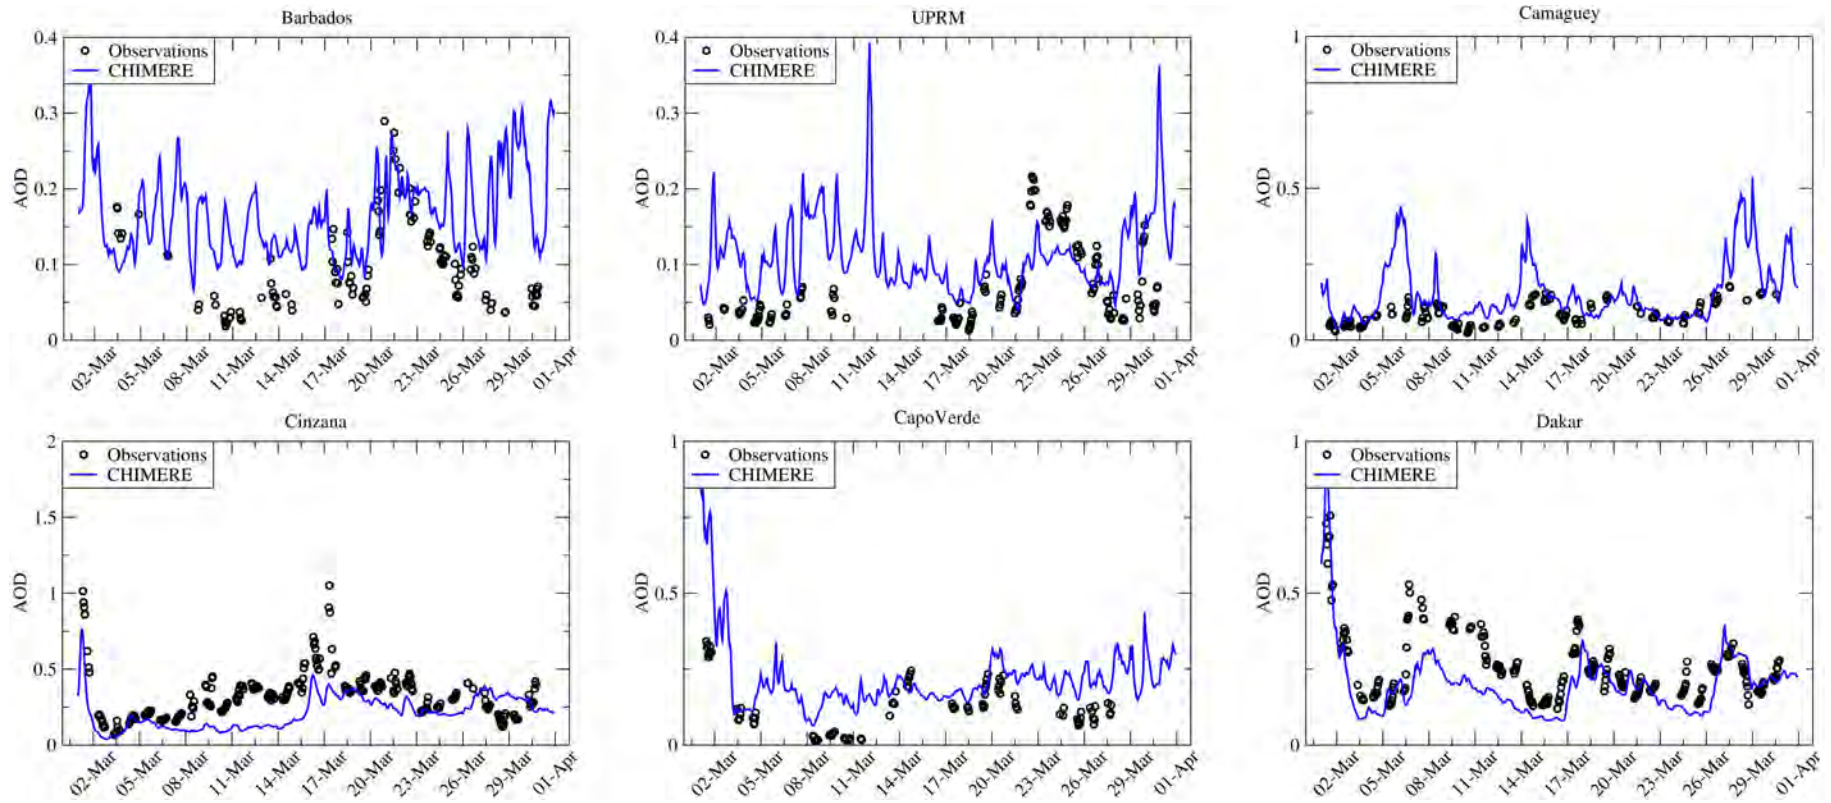 Barbados
0.4
0.3
0.2
0.1
0
AOD
Observations
CHIMERE
02-Mar
05-Mar
08-Mar
11-Mar
14-Mar
17-Mar
20-Mar
23-Mar
26-Mar
29-Mar
01-Apr
UPRM
0.4
0.3
0.2
0.1
0
AOD
Observations
CHIMERE
02-Mar
05-Mar
08-Mar
11-Mar
14-Mar
17-Mar
20-Mar
23-Mar
26-Mar
29-Mar
01-Apr
Camaguey
1
0.5
0
AOD
Observations
CHIMERE
02-Mar
05-Mar
08-Mar
11-Mar
14-Mar
17-Mar
20-Mar
23-Mar
26-Mar
29-Mar
01-Apr
Cinzana
2
1.5
1
0.5
0
AOD
Observations
CHIMERE
02-Mar
05-Mar
08-Mar
11-Mar
14-Mar
17-Mar
20-Mar
23-Mar
26-Mar
29-Mar
01-Apr
CapoVerde
1
0.5
0
AOD
Observations
CHIMERE
02-Mar
05-Mar
08-Mar
11-Mar
14-Mar
17-Mar
20-Mar
23-Mar
26-Mar
29-Mar
01-Apr
Dakar
1
0.5
0
AOD
Observations
CHIMERE
02-Mar
05-Mar
08-Mar
11-Mar
14-Mar
17-Mar
20-Mar
23-Mar
26-Mar
29-Mar
01-Apr